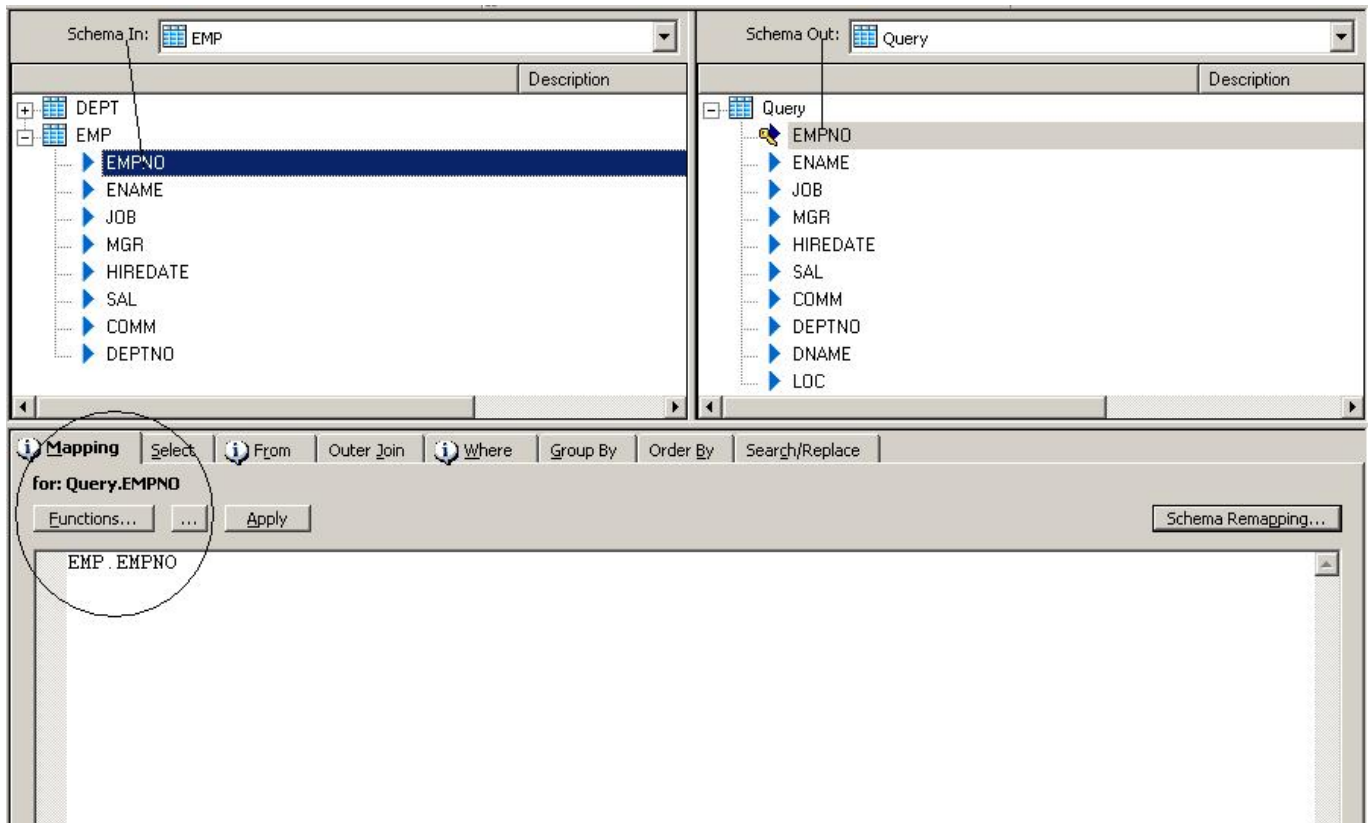 Schema In: EMP
Schema Out: Query
Description
Description
DEPT
EMP
EMPNO
ENAME
JOB
MGR
HIREDATE
SAL
COMM
DEPTNO
Query
EMPNO
ENAME
JOB
MGR
HIREDATE
SAL
COMM
DEPTNO
DNAME
LOC
Mapping Select From Outer Join Where Group By Order By Search/Replace
for: Query.EMPNO
Functions... ... Apply Schema Remapping...
EMP.EMPNO